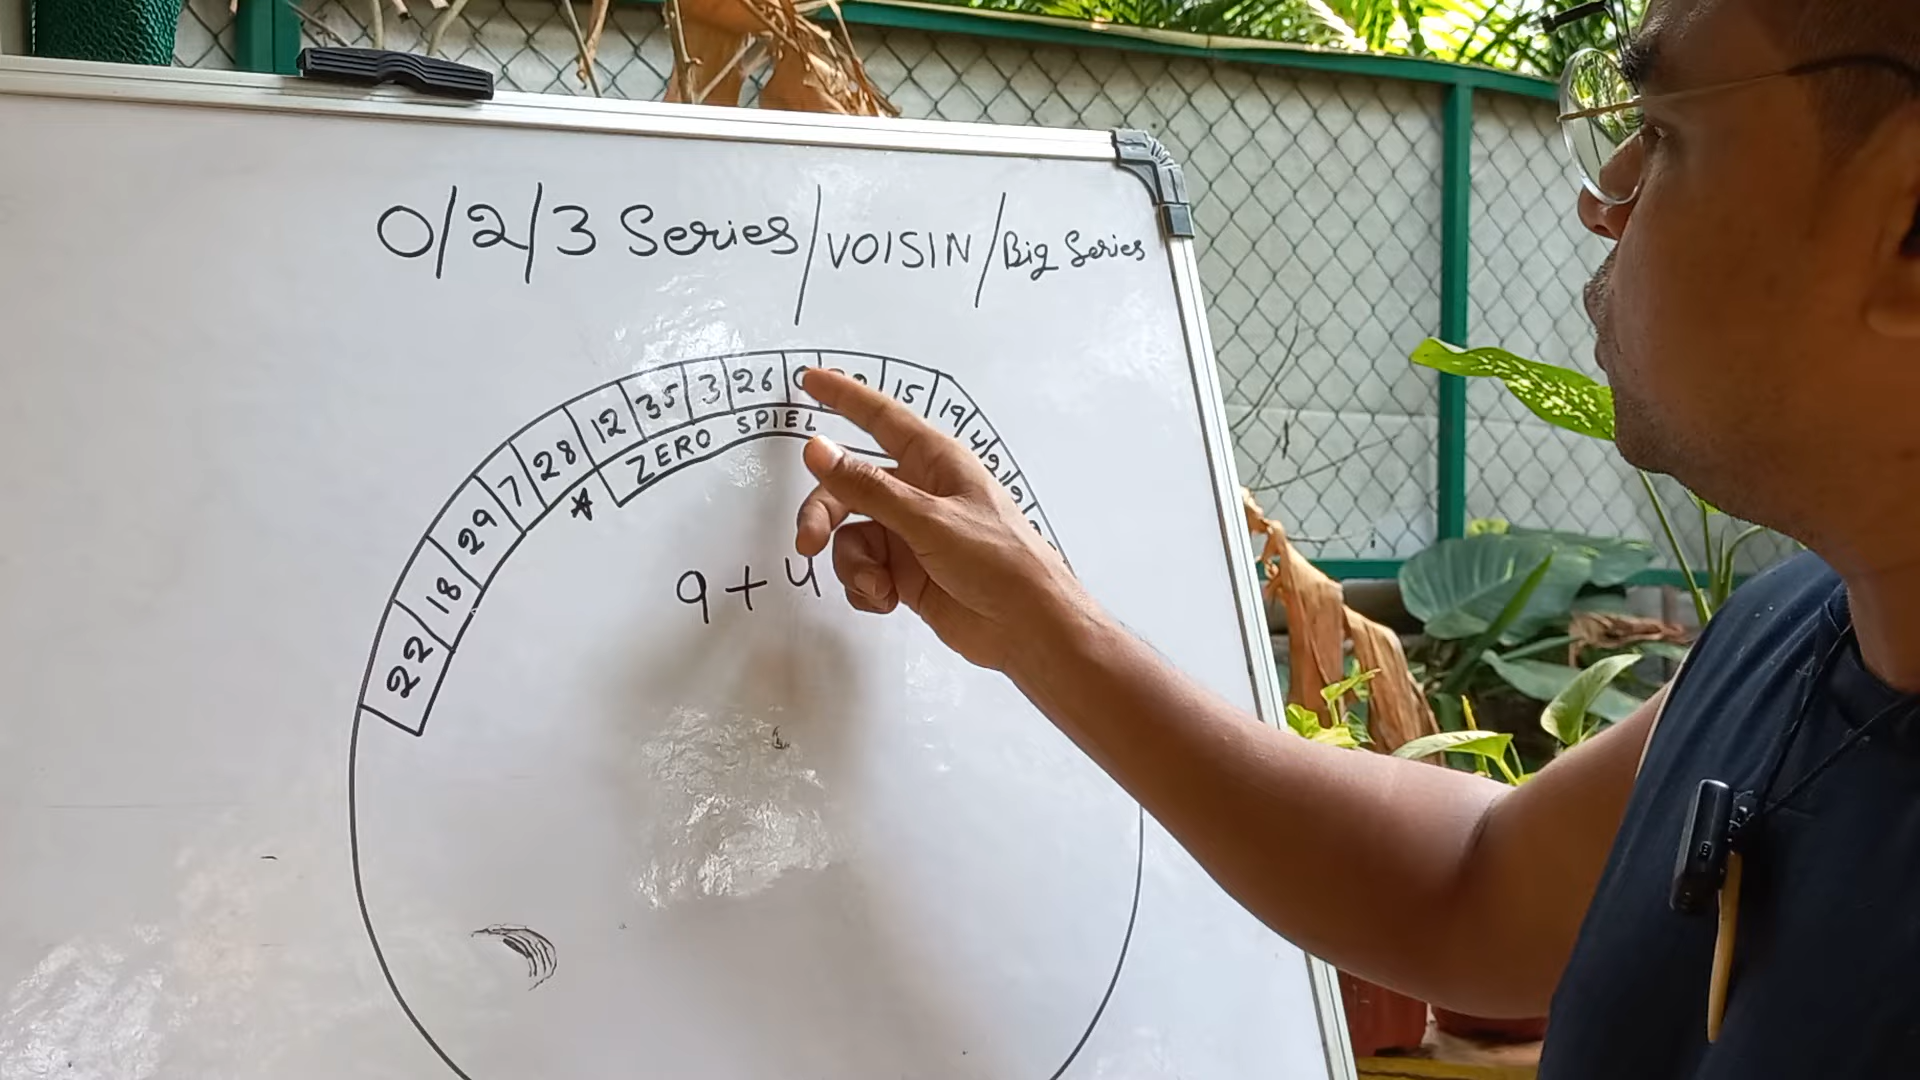 0/2/3 Series/VOISIN/Big Series
22 18 29 7 28 12 35 3 26 0 15 19 4 21
ZERO SPIEL
9+4